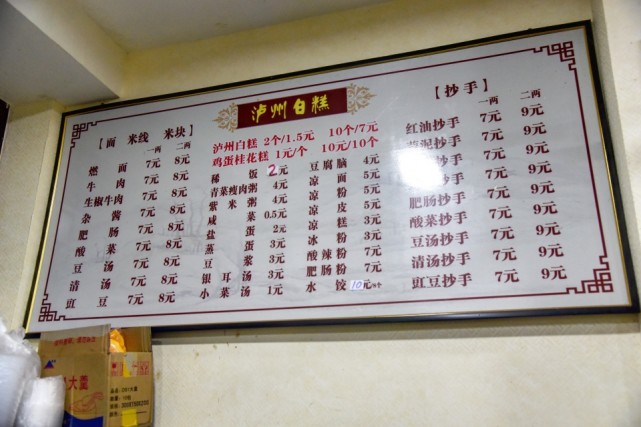 泸州白糕
【面 米线 米块】
一两 二两
燃面 7元 8元
牛肉 7元 8元
生椒牛肉 7元 8元
杂酱 7元 8元
肥肠 7元 8元
酸菜 7元 8元
豆汤 7元 8元
清汤 7元 8元
豇豆 7元 8元
泸州白糕 2个/1.5元 10个/7元
鸡蛋桂花糕 1元/个 10元/10个
稀饭 2元
青菜瘦肉粥 4元
紫米粥 4元
咸菜 0.5元
盐蛋 2元
蒸蛋 3元
豆浆 3元
银耳汤 3元
小菜汤 1元
豆腐脑 4元
凉面 5元
凉粉 5元
凉皮 5元
凉糕 3元
冰粉 3元
酸辣粉 7元
肥肠粉 7元
水饺 10元
【抄手】
一两 二两
红油抄手 7元 9元
泥抄手 7元 9元
抄手 7元 9元
肥肠抄手 7元 9元
酸菜抄手 7元 9元
豆汤抄手 7元 9元
清汤抄手 7元 9元
豇豆抄手 7元 9元